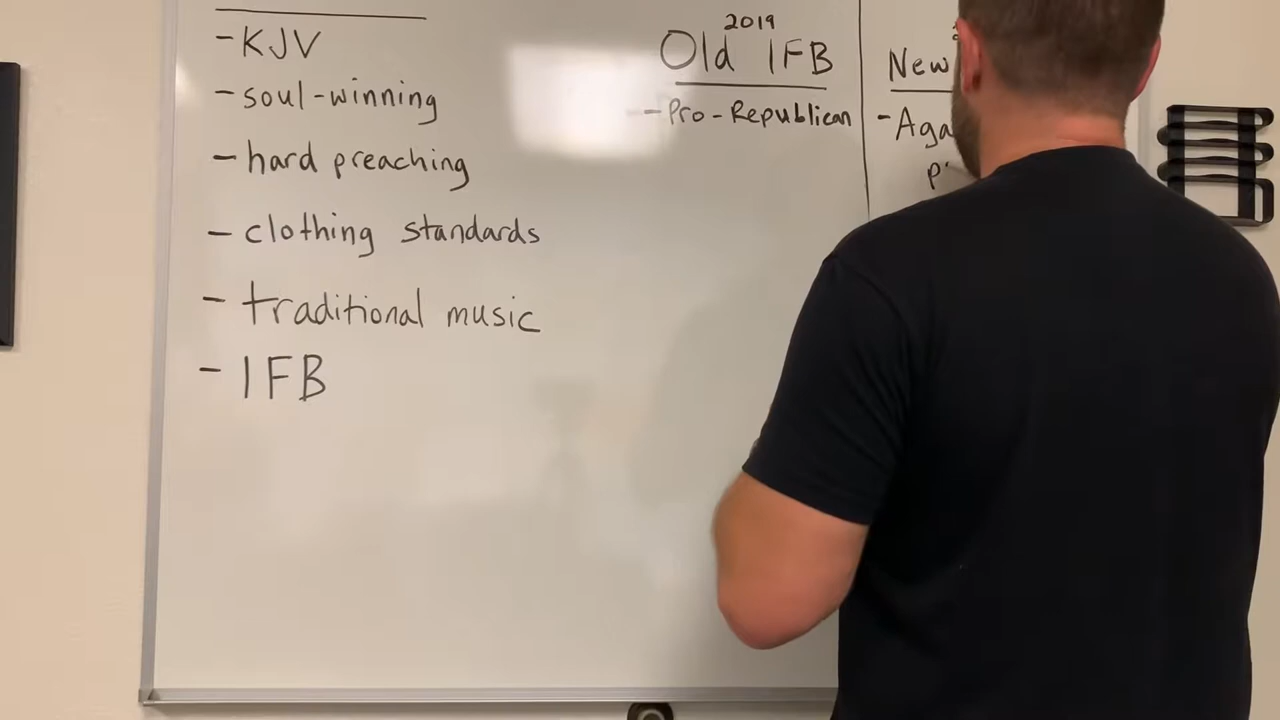 - KJV
- soul-winning
- hard preaching
- clothing standards
- traditional music
- IFB
2019
Old IFB
- Pro-Republican
New
-